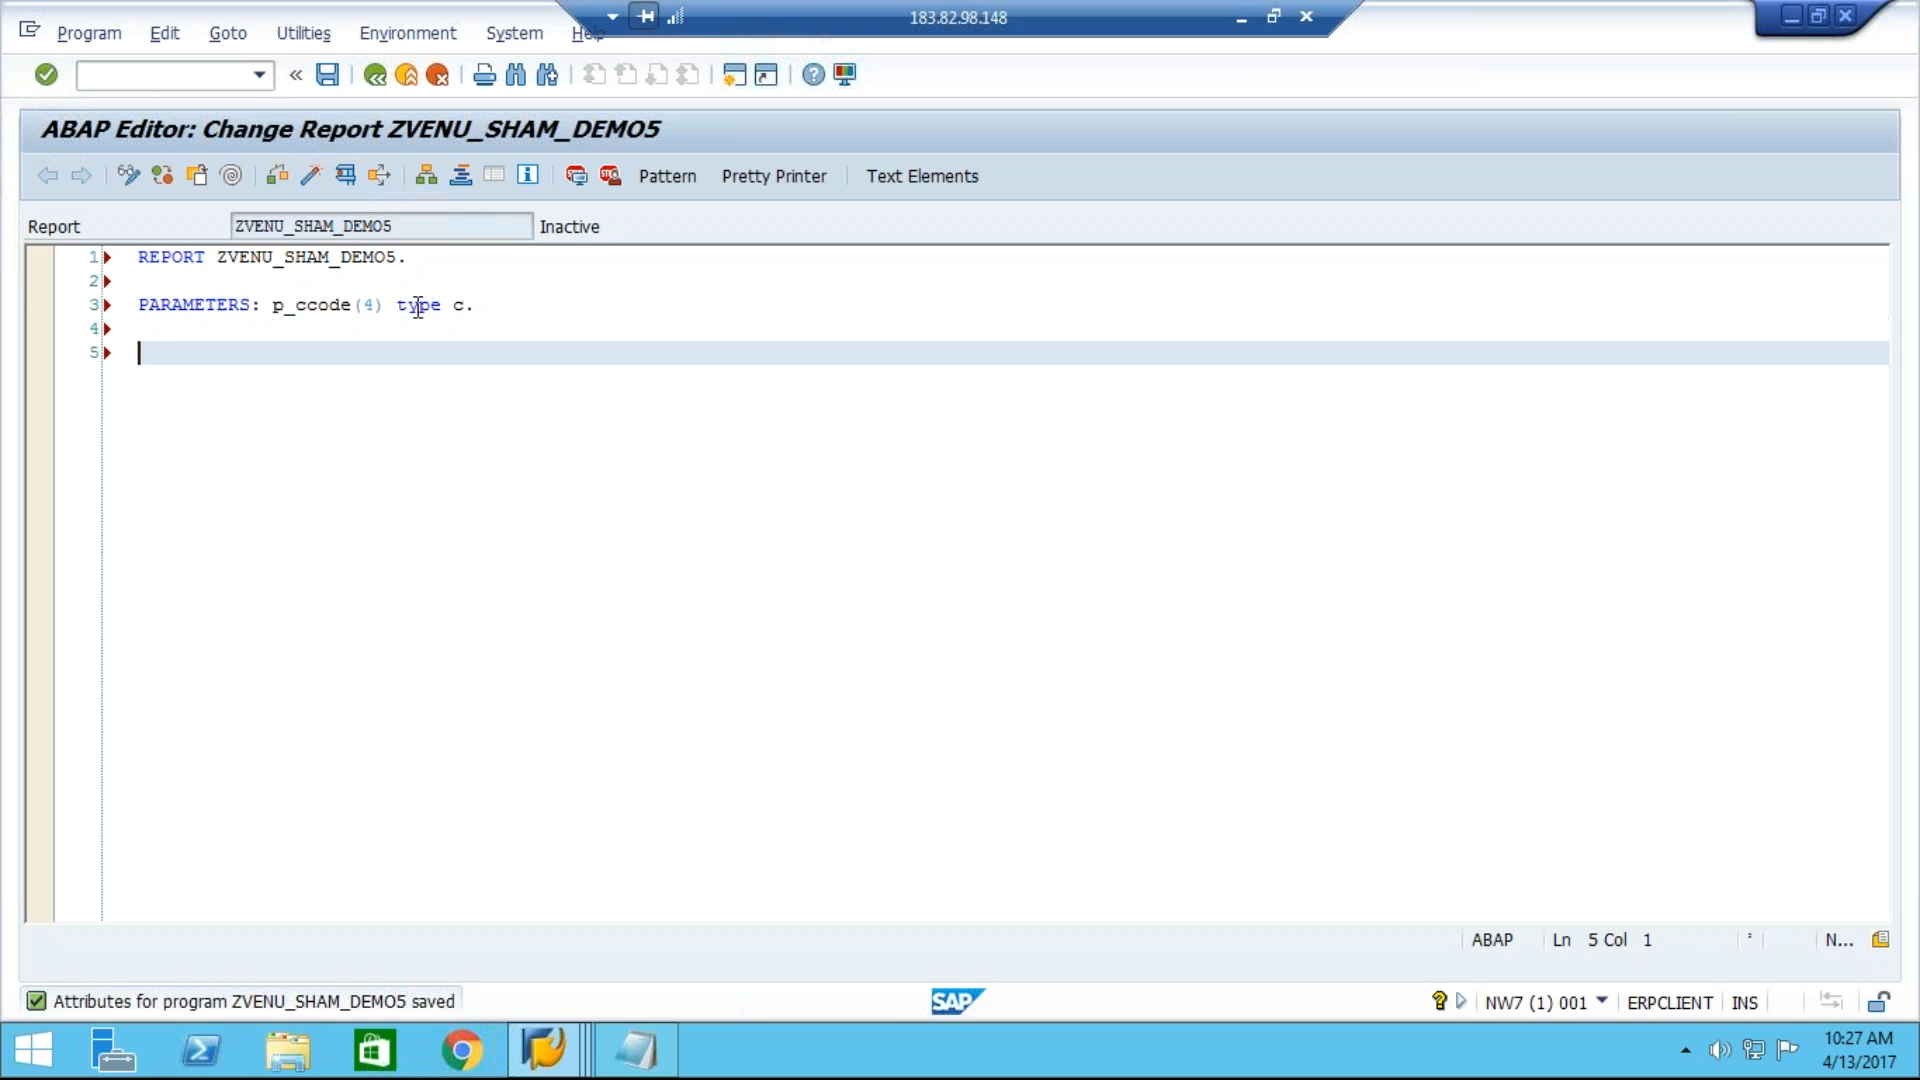 183.82.98.148
Program Edit Goto Utilities Environment System Help
ABAP Editor: Change Report ZVENU_SHAM_DEMO5
Pattern Pretty Printer Text Elements
Report ZVENU_SHAM_DEMO5 Inactive
1 REPORT ZVENU_SHAM_DEMO5.
2
3 PARAMETERS: p_ccode(4) type c.
4
5
ABAP Ln 5 Col 1 N...
Attributes for program ZVENU_SHAM_DEMO5 saved
SAP
NW7 (1) 001 ERPCLIENT INS
10:27 AM
4/13/2017